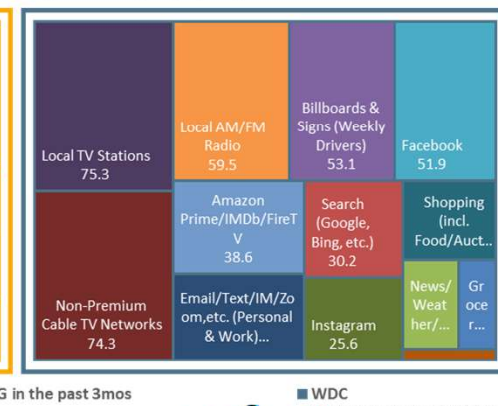 Local TV Stations
75.3
Local AM/FM
Radio
59.5
Billboards &
Signs (Weekly
Drivers)
53.1
Facebook
51.9
Non-Premium
Cable TV Networks
74.3
Amazon
Prime/IMDb/FireT
V
38.6
Search
(Google,
Bing, etc.)
30.2
Shopping
(incl.
Food/Auct...
Email/Text/IM/Zo
om,etc. (Personal
& Work)...
Instagram
25.6
News/
Weat
her/...
Gr
oce
r...
G in the past 3mos
WDC